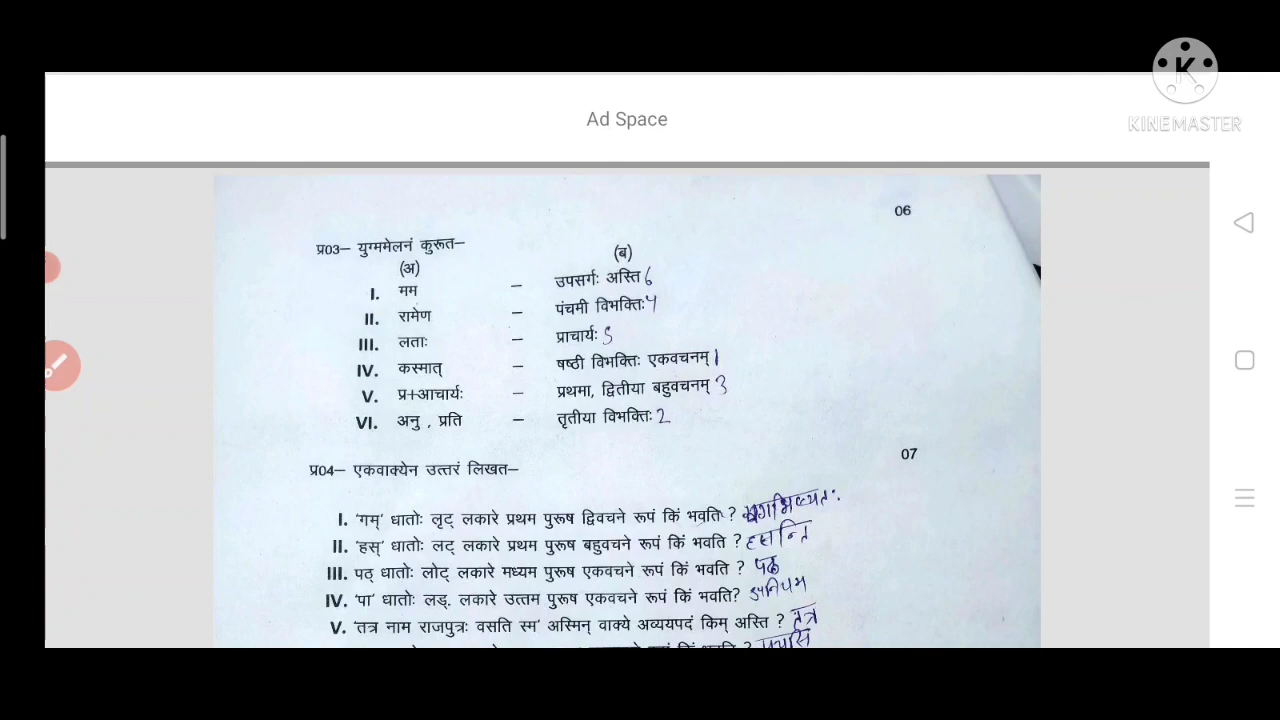 Ad Space
KINEMASTER
06
प्र03– युग्ममेलनं कुरूत–
(अ) (ब)
I. मम – उपसर्गः अस्ति 6
II. रामेण – पंचमी विभक्तिः 4
III. लताः – प्राचार्यः 5
IV. कस्मात् – षष्ठी विभक्तिः एकवचनम् 1
V. प्र+आचार्यः – प्रथमा, द्वितीया बहुवचनम् 3
VI. अनु , प्रति – तृतीया विभक्तिः 2
07
प्र04– एकवाक्येन उत्तरं लिखत–
I. 'गम्' धातोः लृट् लकारे प्रथम पुरूष द्विवचने रूपं किं भवति ?
II. 'हस्' धातोः लट् लकारे प्रथम पुरूष बहुवचने रूपं किं भवति ? हसन्ति
III. पठ् धातोः लोट् लकारे मध्यम पुरूष एकवचने रूपं किं भवति ? पठ
IV. 'पा' धातोः लड्. लकारे उत्तम पुरूष एकवचने रूपं किं भवति?
V. 'तत्र नाम राजपुत्रः वसति स्म' अस्मिन् वाक्ये अव्ययपदं किम् अस्ति ? तत्र